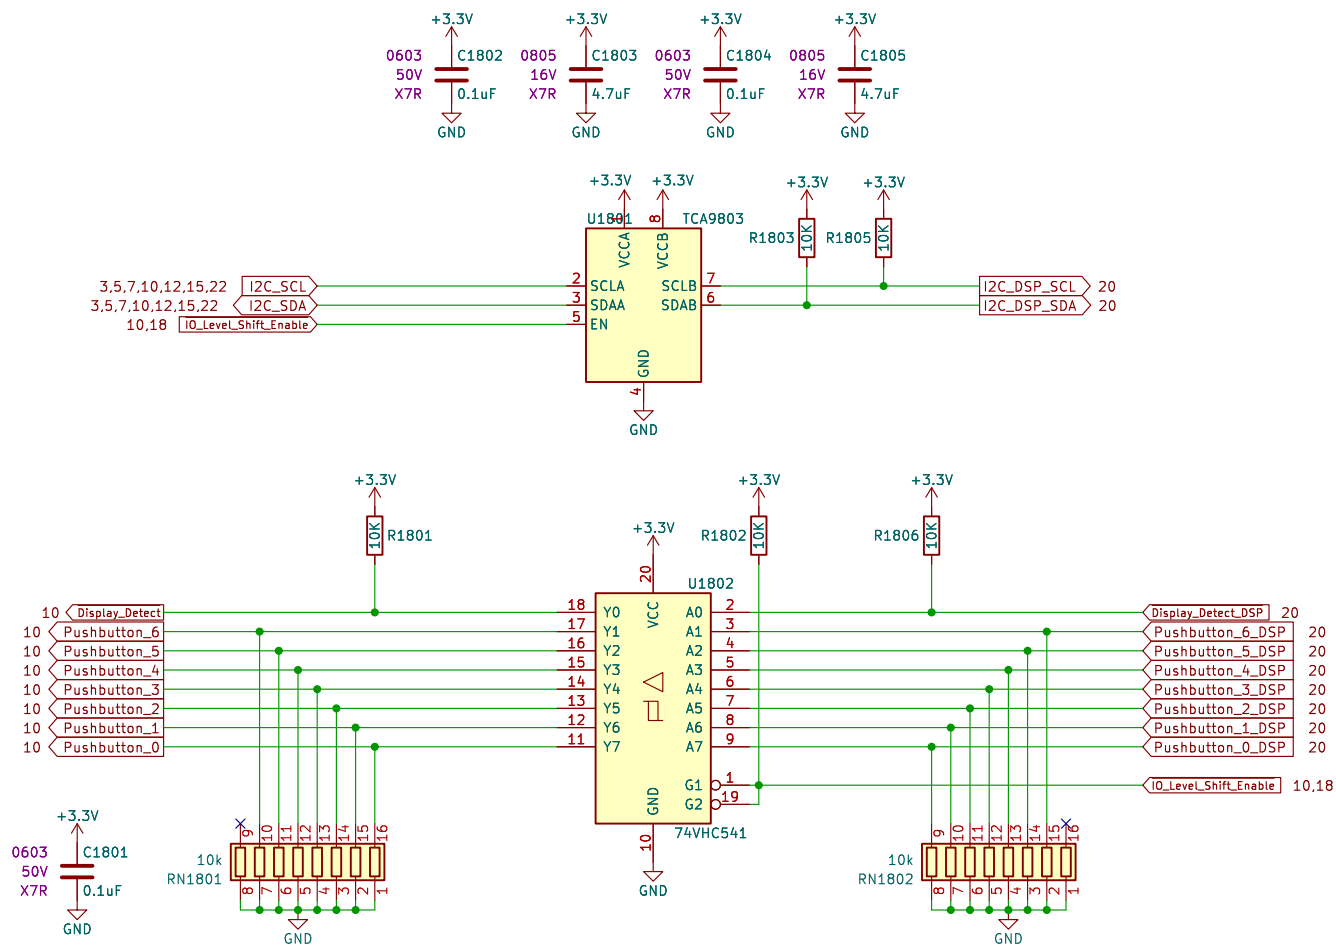 +3.3V +3.3V +3.3V +3.3V
0603 C1802 0805 C1803 0603 C1804 0805 C1805
50V 16V 50V 16V
X7R 0.1uF X7R 4.7uF X7R 0.1uF X7R 4.7uF
GND GND GND GND
+3.3V +3.3V +3.3V +3.3V
U1801 8 TCA9803
VCCA VCCB R1803 10K R1805 10K
3,5,7,10,12,15,22 I2C_SCL 2 SCLA SCLB 7 I2C_DSP_SCL 20
3,5,7,10,12,15,22 I2C_SDA 3 SDAA SDAB 6 I2C_DSP_SDA 20
10,18 IO_Level_Shift_Enable 5 EN
GND
4
GND
+3.3V +3.3V +3.3V
+3.3V
10K R1801 R1802 10K R1806 10K
20 U1802
VCC
10 Display_Detect 18 Y0 A0 2 Display_Detect_DSP 20
10 Pushbutton_6 17 Y1 A1 3 Pushbutton_6_DSP 20
10 Pushbutton_5 16 Y2 A2 4 Pushbutton_5_DSP 20
10 Pushbutton_4 15 Y3 A3 5 Pushbutton_4_DSP 20
10 Pushbutton_3 14 Y4 A4 6 Pushbutton_3_DSP 20
10 Pushbutton_2 13 Y5 A5 7 Pushbutton_2_DSP 20
10 Pushbutton_1 12 Y6 A6 8 Pushbutton_1_DSP 20
10 Pushbutton_0 11 Y7 A7 9 Pushbutton_0_DSP 20
G1 1 IO_Level_Shift_Enable 10,18
GND G2 19
10 74VHC541
GND
+3.3V
0603 C1801
50V
X7R 0.1uF
GND
9 10 11 12 13 14 15 16
10k
RN1801
8 7 6 5 4 3 2 1
GND
9 10 11 12 13 14 15 16
10k
RN1802
8 7 6 5 4 3 2 1
GND